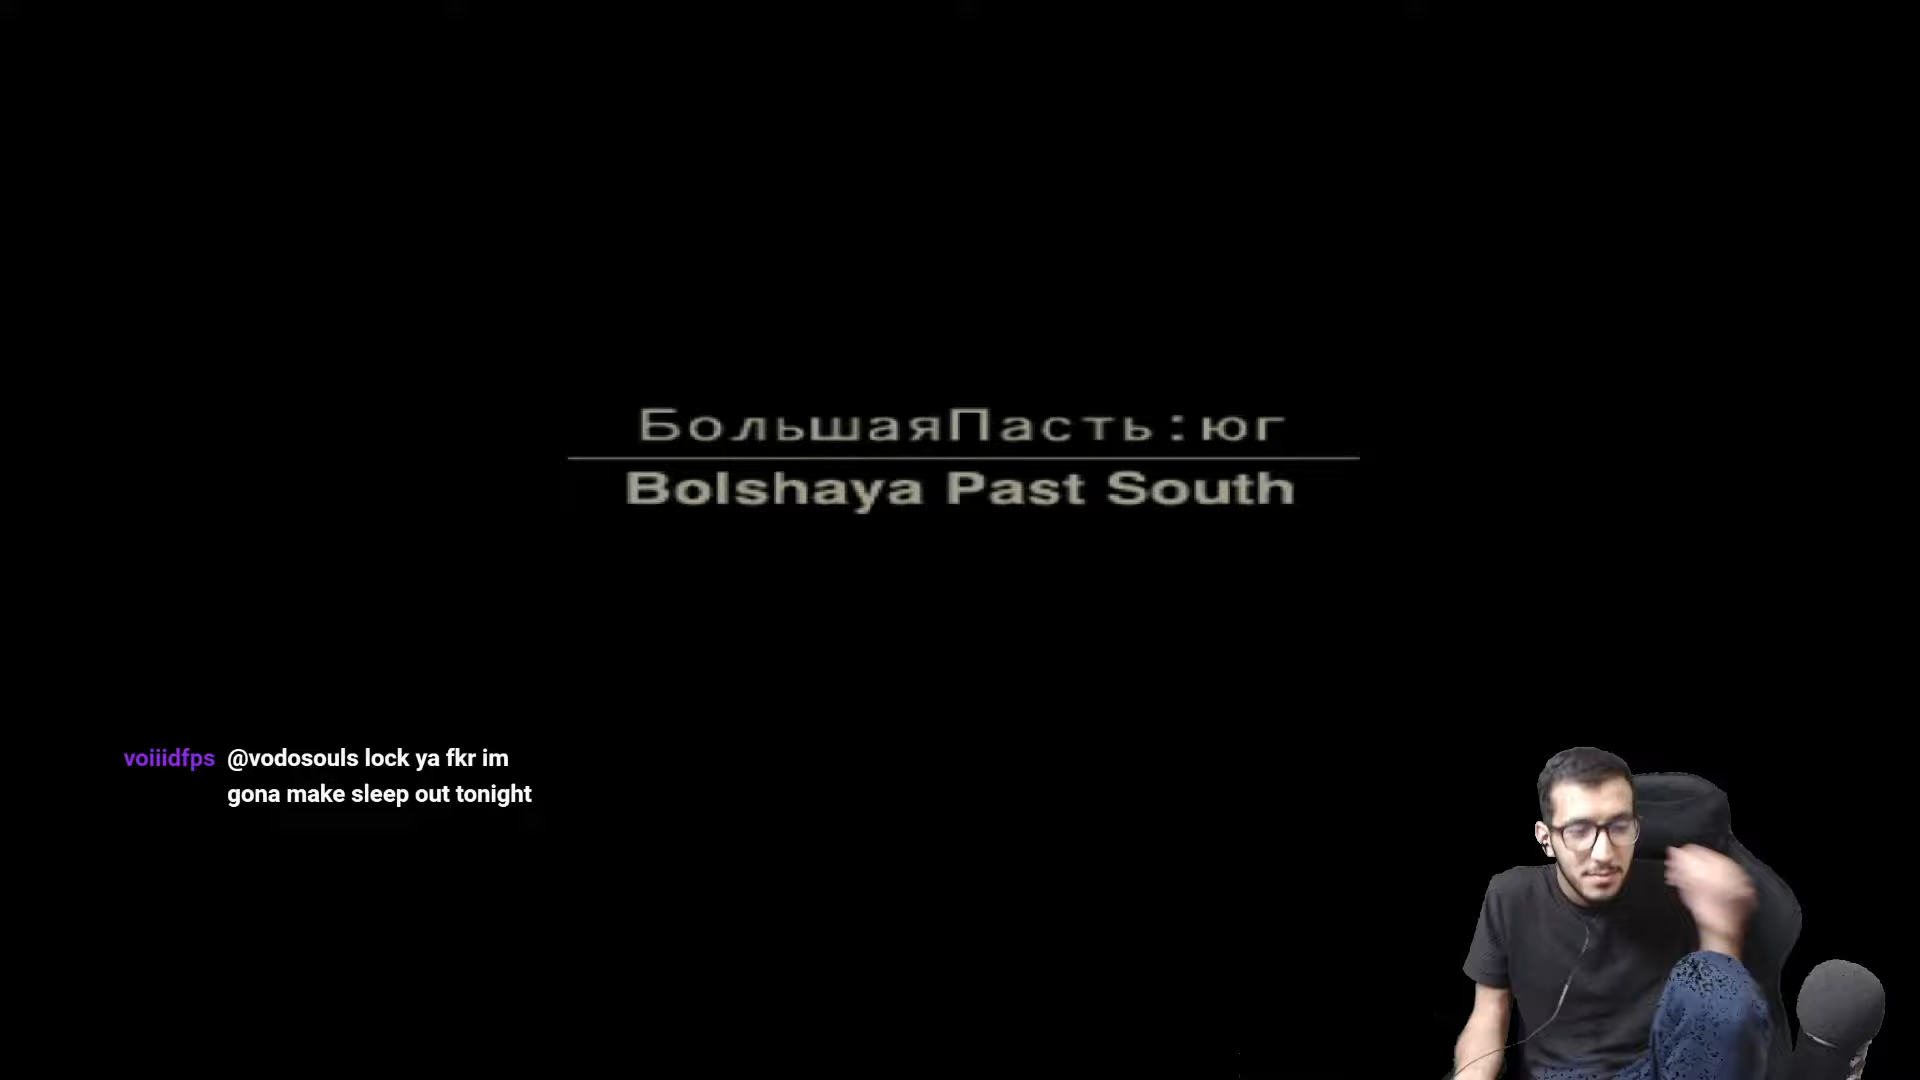 БольшаяПасть:юг
Bolshaya Past South
voiiidfps @vodosouls lock ya fkr im
gona make sleep out tonight